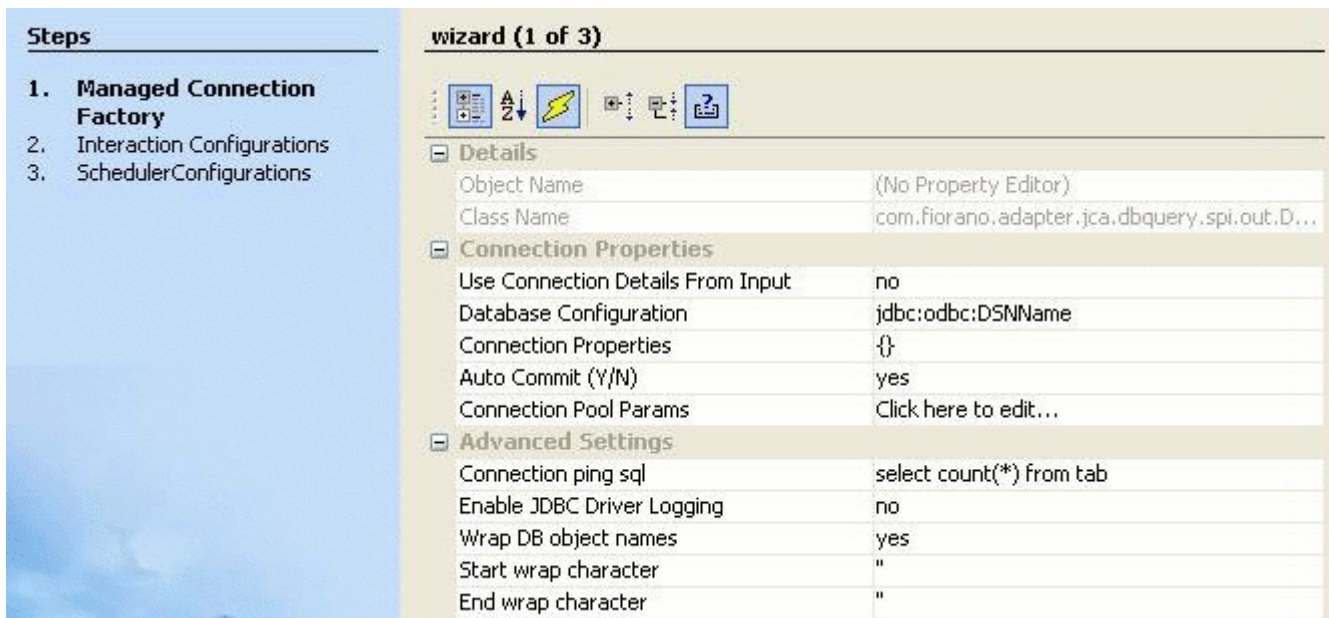 Steps
1. Managed Connection
Factory
2. Interaction Configurations
3. SchedulerConfigurations
wizard (1 of 3)
Details
Object Name (No Property Editor)
Class Name com.fiorano.adapter.jca.dbquery.spi.out.D...
Connection Properties
Use Connection Details From Input no
Database Configuration jdbc:odbc:DSNName
Connection Properties {}
Auto Commit (Y/N) yes
Connection Pool Params Click here to edit...
Advanced Settings
Connection ping sql select count(*) from tab
Enable JDBC Driver Logging no
Wrap DB object names yes
Start wrap character "
End wrap character "